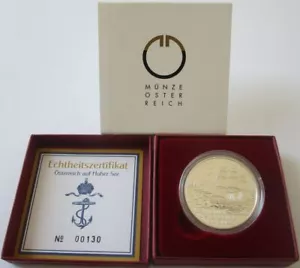 MÜNZE
ÖSTER
REICH
Echtheitszertifikat
Österreich auf Hoher See
№ 00130